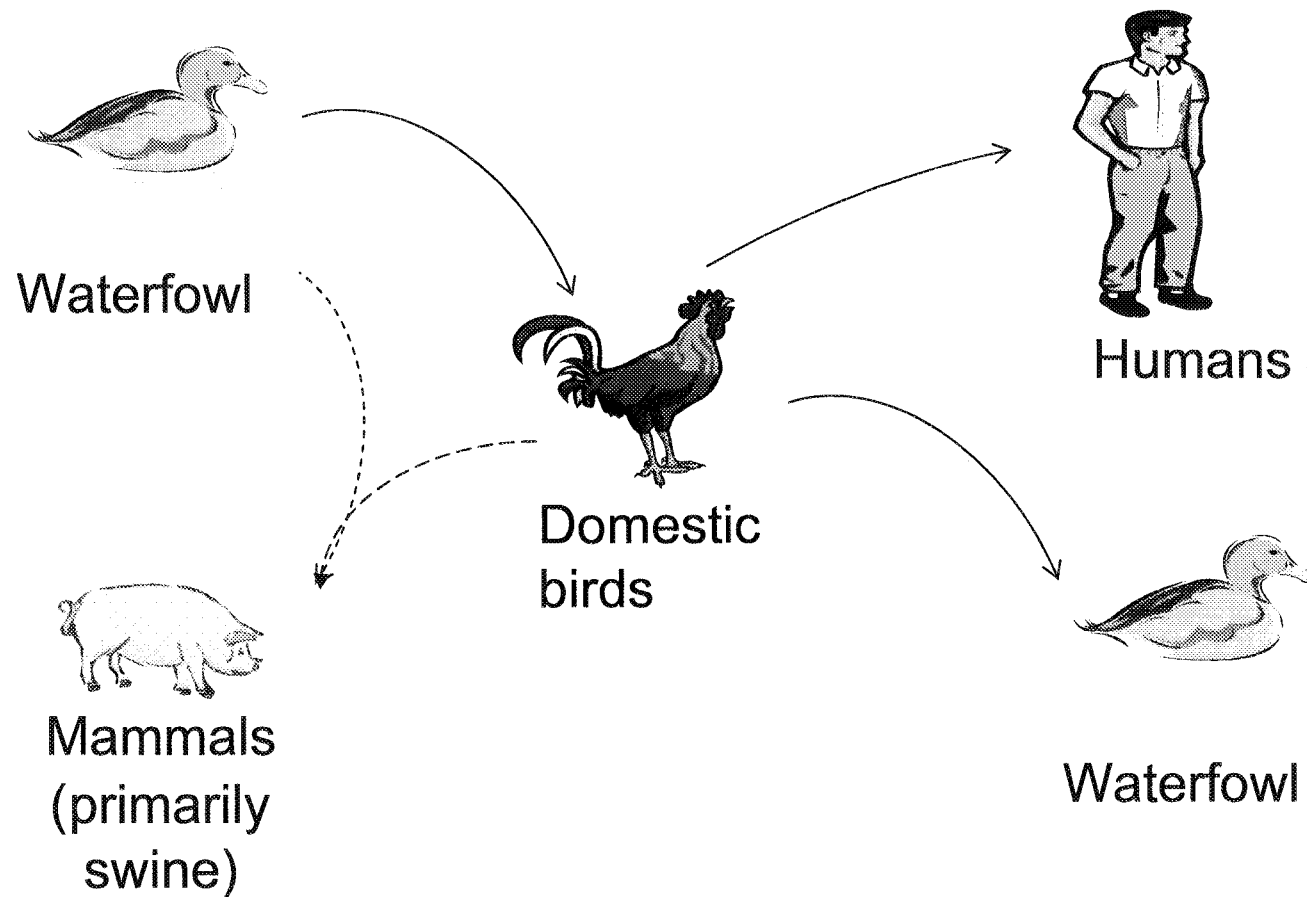 Waterfowl
Humans
Domestic
birds
Mammals
(primarily
swine)
Waterfowl